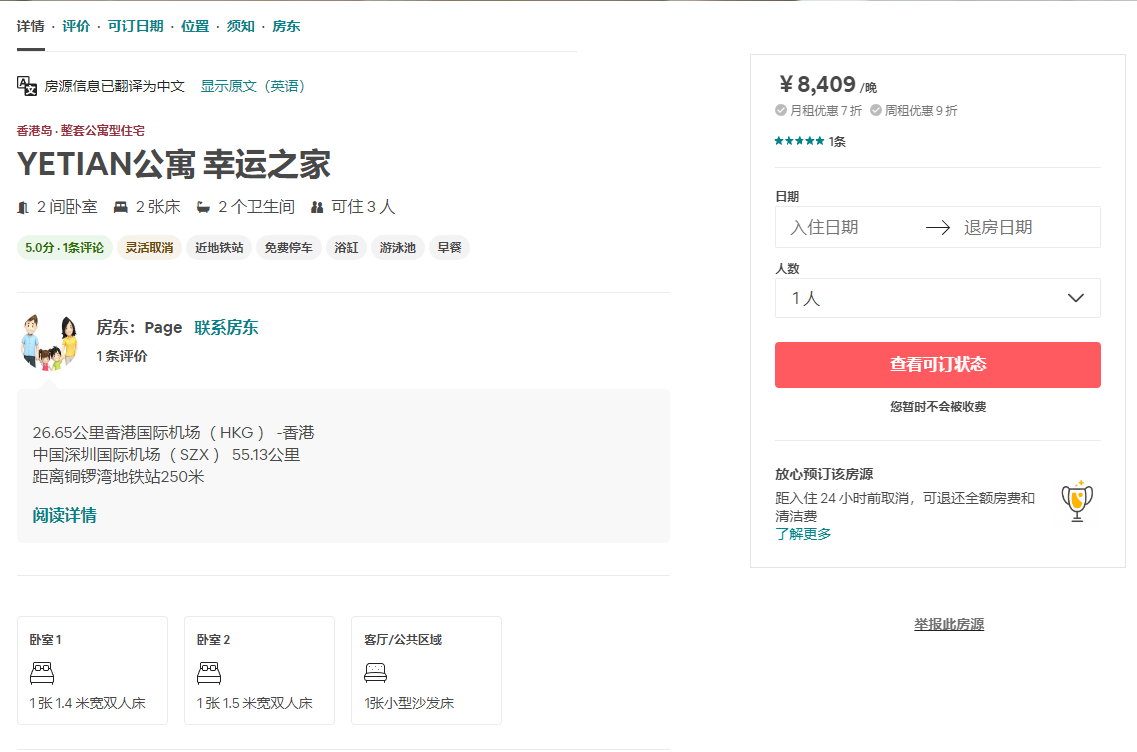 详情 · 评价 · 可订日期 · 位置 · 须知 · 房东
房源信息已翻译为中文 显示原文（英语）
香港岛 · 整套公寓型住宅
YETIAN公寓 幸运之家
2 间卧室 2 张床 2 个卫生间 可住 3 人
5.0分 · 1条评论 灵活取消 近地铁站 免费停车 浴缸 游泳池 早餐
房东：Page 联系房东
1 条评价
26.65公里香港国际机场（ HKG ） -香港
中国深圳国际机场（ SZX ） 55.13公里
距离铜锣湾地铁站250米
阅读详情
卧室 1
1 张 1.4 米宽双人床
卧室 2
1 张 1.5 米宽双人床
客厅/公共区域
1张小型沙发床
￥8,409 /晚
月租优惠 7 折 周租优惠 9 折
1条
日期
入住日期 退房日期
人数
1 人
查看可订状态
您暂时不会被收费
放心预订该房源
距入住 24 小时前取消，可退还全额房费和
清洁费
了解更多
举报此房源